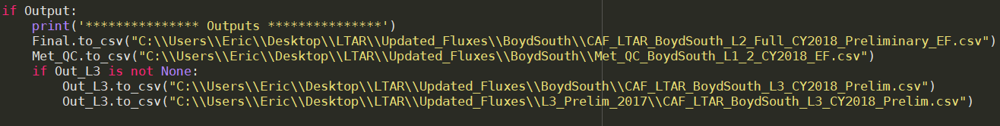 if Output:
    print('*************** Outputs ***************')
    Final.to_csv("C:\\Users\\Eric\\Desktop\\LTAR\\Updated_Fluxes\\BoydSouth\\CAF_LTAR_BoydSouth_L2_Full_CY2018_Preliminary_EF.csv")
    Met_QC.to_csv("C:\\Users\\Eric\\Desktop\\LTAR\\Updated_Fluxes\\BoydSouth\\Met_QC_BoydSouth_L1_2_CY2018_EF.csv")
    if Out_L3 is not None:
        Out_L3.to_csv("C:\\Users\\Eric\\Desktop\\LTAR\\Updated_Fluxes\\BoydSouth\\CAF_LTAR_BoydSouth_L3_CY2018_Prelim.csv")
        Out_L3.to_csv("C:\\Users\\Eric\\Desktop\\LTAR\\Updated_Fluxes\\L3_Prelim_2017\\CAF_LTAR_BoydSouth_L3_CY2018_Prelim.csv")